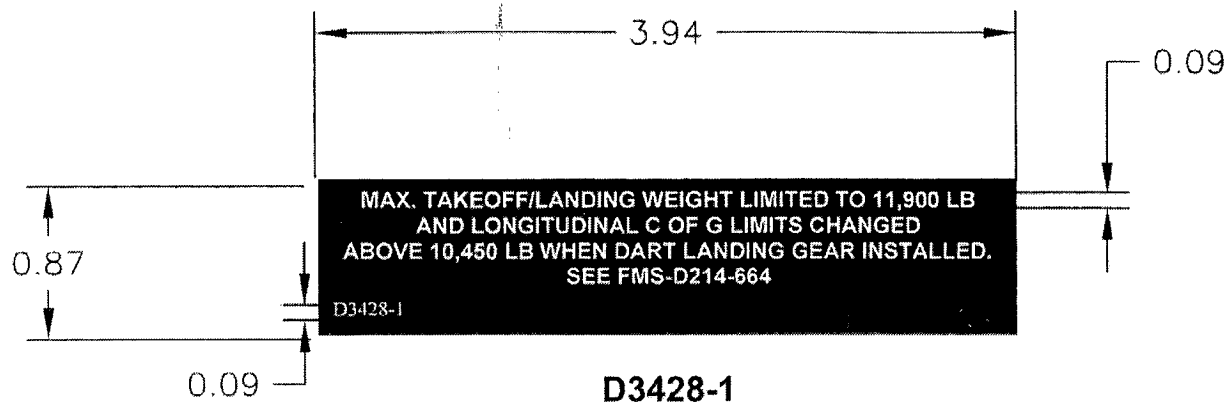 3.94
0.09
MAX. TAKEOFF/LANDING WEIGHT LIMITED TO 11,900 LB
AND LONGITUDINAL C OF G LIMITS CHANGED
ABOVE 10,450 LB WHEN DART LANDING GEAR INSTALLED.
SEE FMS-D214-664
0.87
D3428-1
0.09
D3428-1